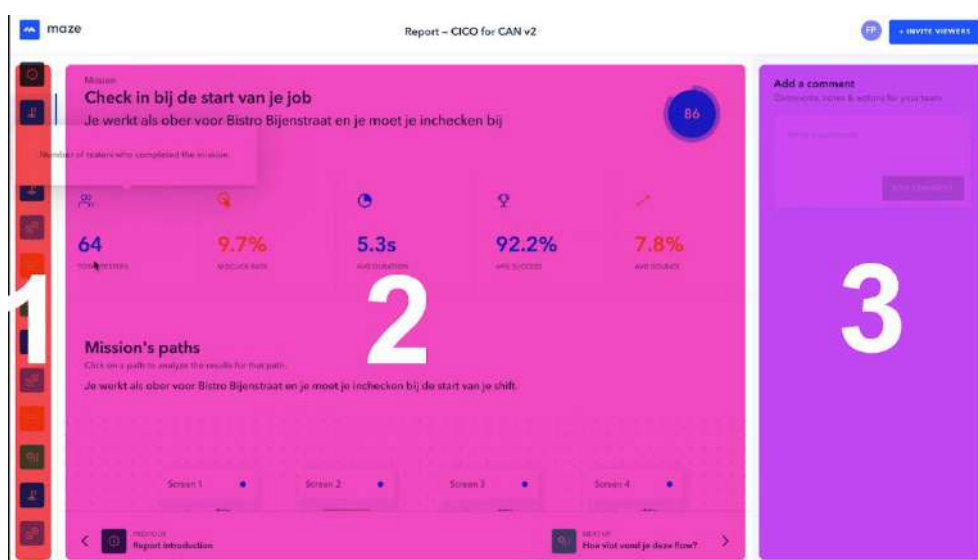 maze
Report – CICO for CAN v2
FP
+ INVITE VIEWERS
Mission
Check in bij de start van je job
Je werkt als ober voor Bistro Bijenstraat en je moet je inchecken bij
86
Number of testers who completed the mission.
64
9.7%
5.3s
92.2%
7.8%
TOTAL TESTERS
MISCLICK RATE
AVG DURATION
AVG SUCCESS
AVG BOUNCE
1
2
3
Mission's paths
Click on a path to analyze the results for that path.
Je werkt als ober voor Bistro Bijenstraat en je moet je inchecken bij de start van je shift.
Screen 1
Screen 2
Screen 3
Screen 4
PREVIOUS
Report introduction
NEXT UP
How viot vond je deze flow?
Add a comment
Comments, notes & actions for your team
ADD COMMENT